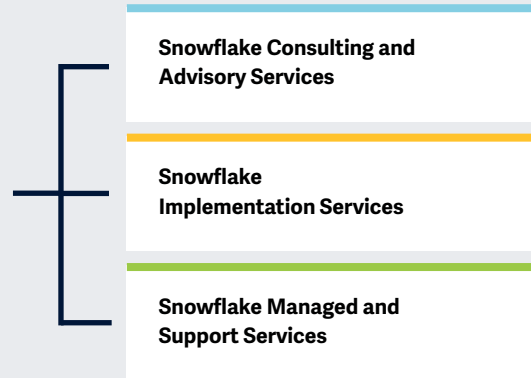 Snowflake Consulting and
Advisory Services
Snowflake
Implementation Services
Snowflake Managed and
Support Services